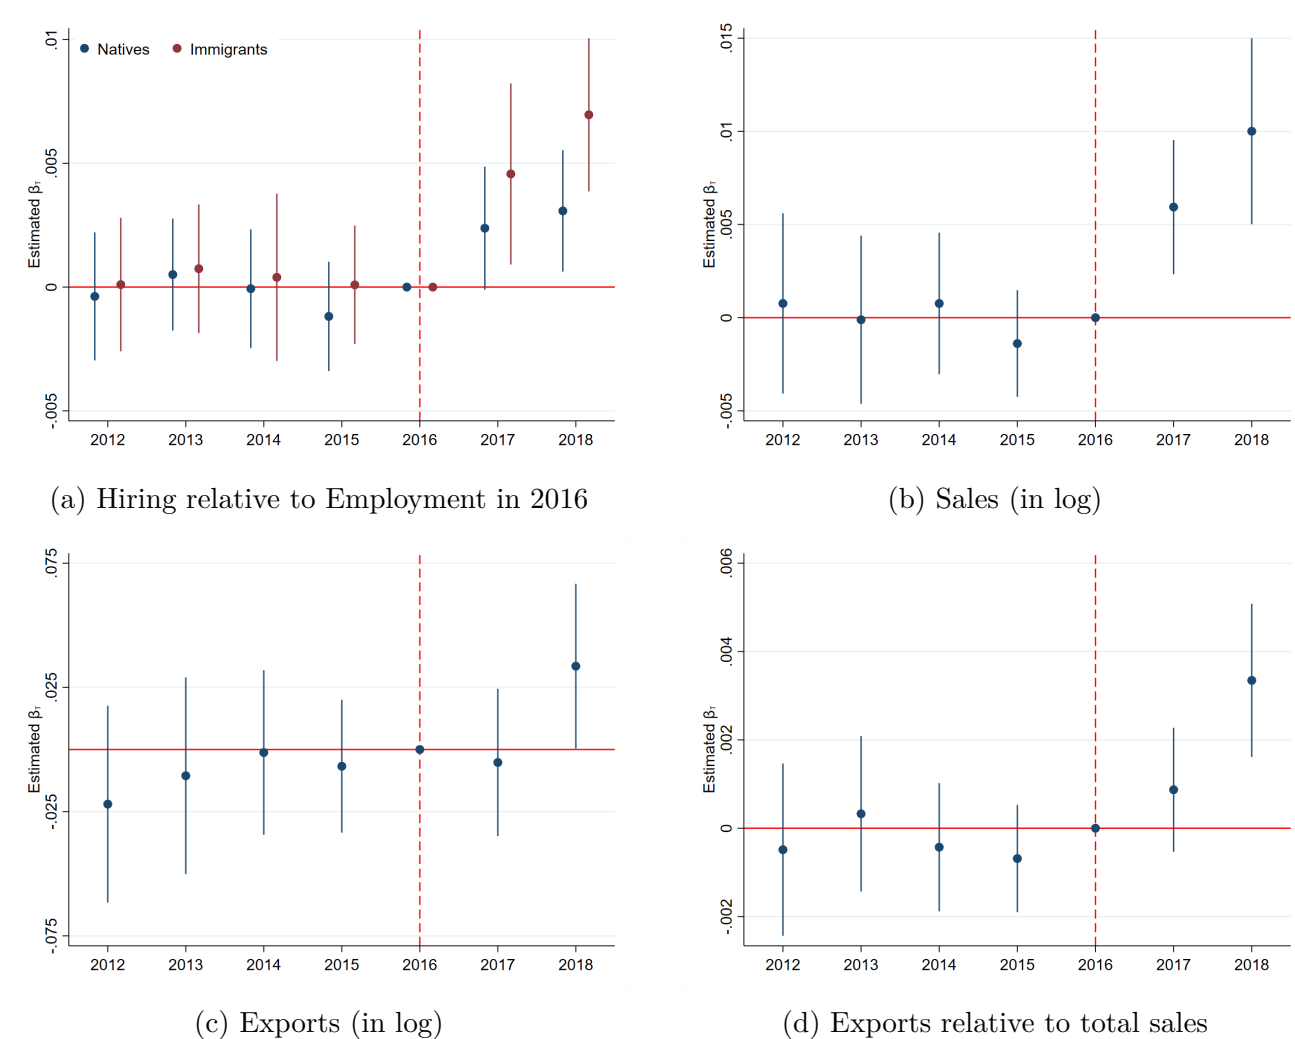 Natives Immigrants
Estimated βτ
.01
.005
0
-.005
2012 2013 2014 2015 2016 2017 2018
(a) Hiring relative to Employment in 2016
Estimated βτ
.015
.01
.005
0
-.005
2012 2013 2014 2015 2016 2017 2018
(b) Sales (in log)
Estimated βτ
.075
.025
-.025
-.075
2012 2013 2014 2015 2016 2017 2018
(c) Exports (in log)
Estimated βτ
.006
.004
.002
0
-.002
2012 2013 2014 2015 2016 2017 2018
(d) Exports relative to total sales